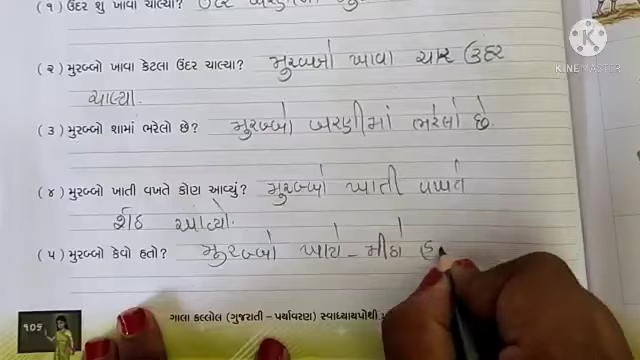 (૧) ઉંદર શું ખાવા ચાલ્યા?
KINEMASTER
(૨) મુરબ્બો ખાવા કેટલા ઉંદર ચાલ્યા? મુરબ્બો ખાવા ચાર ઉંદર
ચાલ્યા.
(૩) મુરબ્બો શામાં ભરેલો છે? મુરબ્બો બરણીમાં ભરેલો છે.
(૪) મુરબ્બો ખાતી વખતે કોણ આવ્યું? મુરબ્બો ખાતી વખતે
આવ્યો.
(૫) મુરબ્બો કેવો હતો? મુરબ્બો ખાટો - મીઠો હ
105 ગાલા કલ્લોલ (ગુજરાતી - પર્યાવરણ) સ્વાધ્યાયપોથી